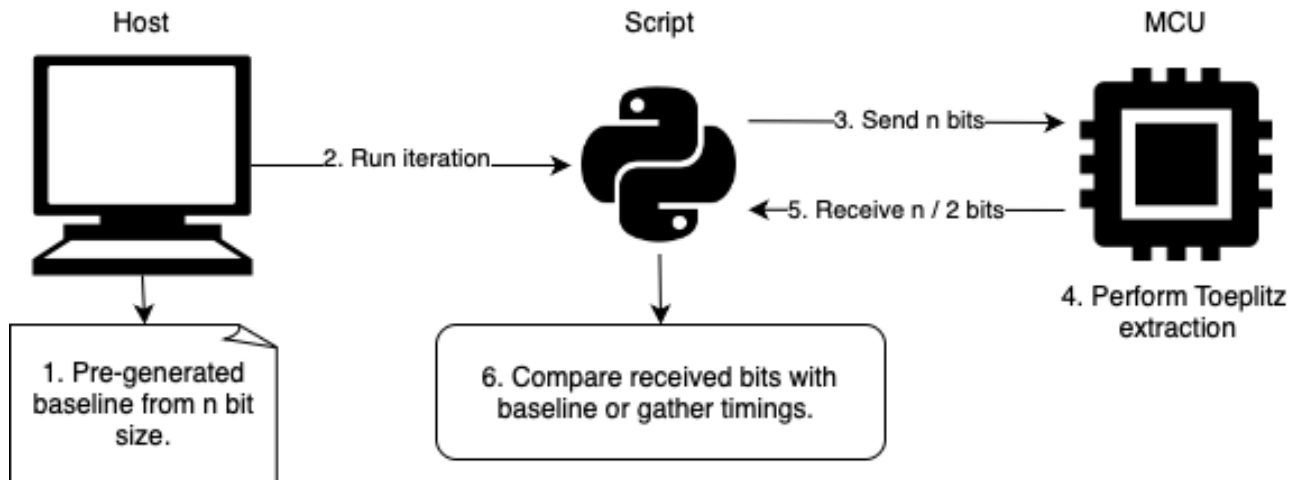 Host
Script
MCU
2. Run iteration
3. Send n bits
5. Receive n / 2 bits
4. Perform Toeplitz
extraction
1. Pre-generated
baseline from n bit
size.
6. Compare received bits with
baseline or gather timings.